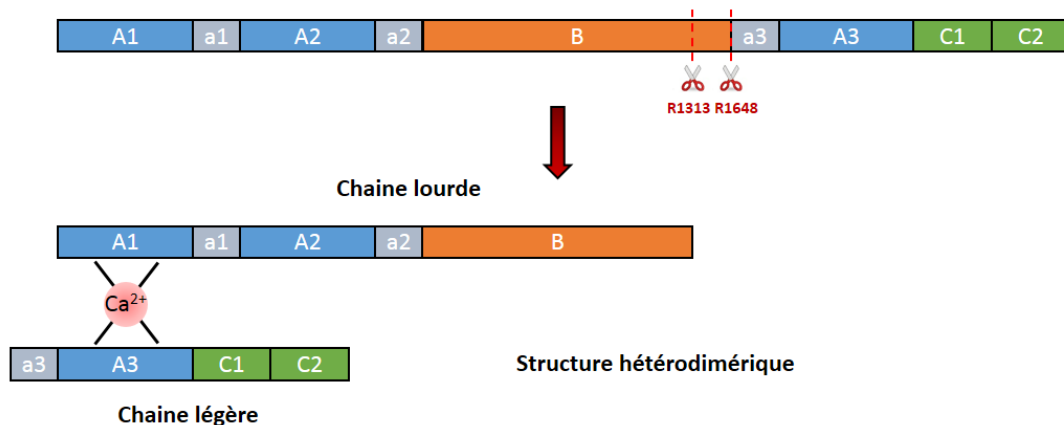 A1 a1 A2 a2 B a3 A3 C1 C2
R1313 R1648
Chaine lourde
A1 a1 A2 a2 B
Ca²⁺
a3 A3 C1 C2
Structure hétérodimérique
Chaine légère